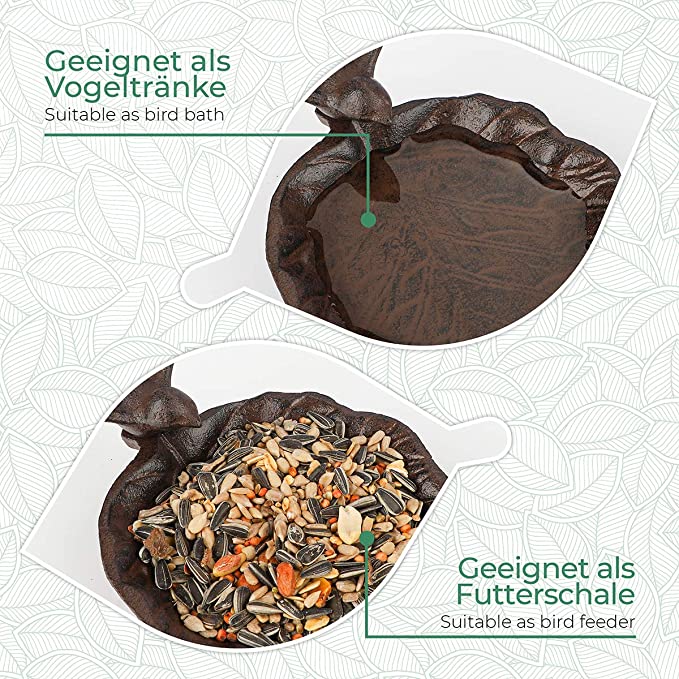 Geeignet als
Vogeltränke
Suitable as bird bath
Geeignet als
Futterschale
Suitable as bird feeder